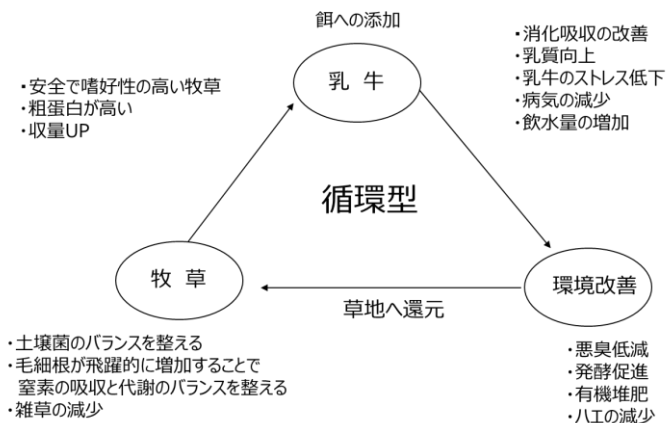 餌への添加
乳 牛
・消化吸収の改善
・乳質向上
・乳牛のストレス低下
・病気の減少
・飲水量の増加
・安全で嗜好性の高い牧草
・粗蛋白が高い
・収量UP
循環型
牧 草
環境改善
草地へ還元
・土壌菌のバランスを整える
・毛細根が飛躍的に増加することで
窒素の吸収と代謝のバランスを整える
・雑草の減少
・悪臭低減
・発酵促進
・有機堆肥
・ハエの減少